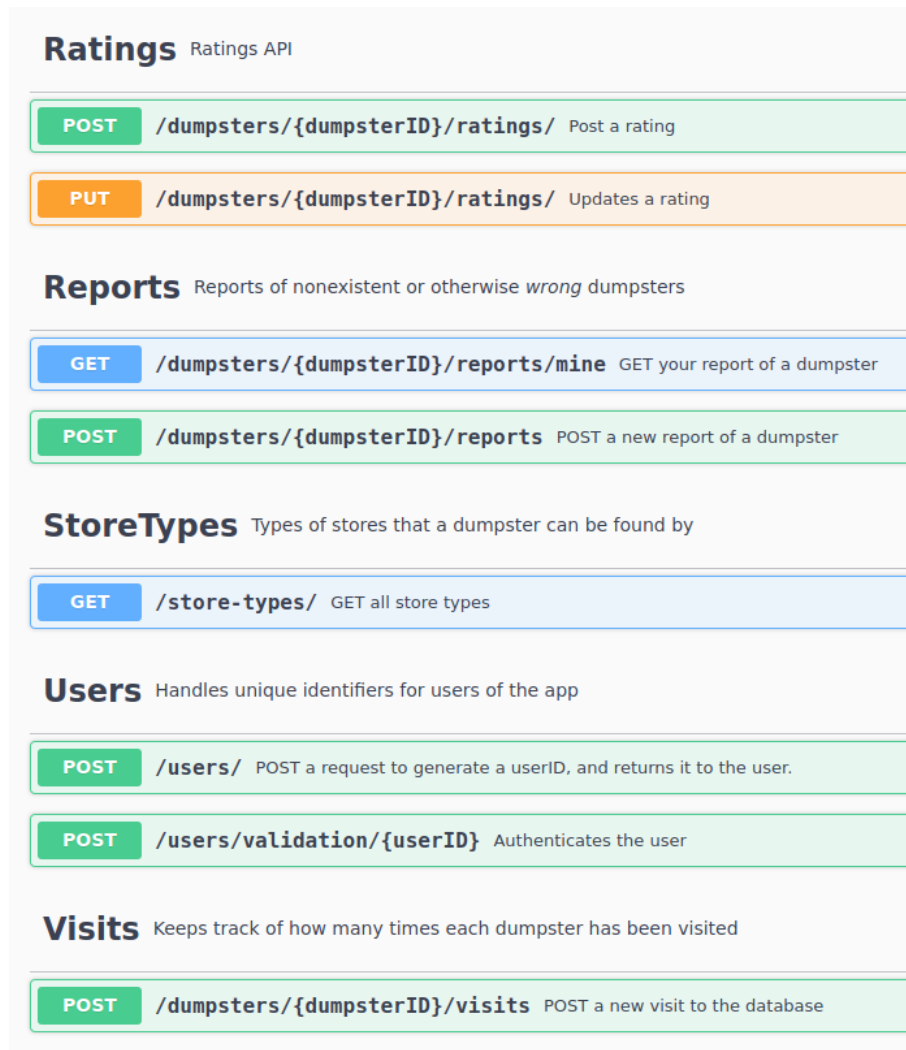 Ratings Ratings API
POST /dumpsters/{dumpsterID}/ratings/ Post a rating
PUT /dumpsters/{dumpsterID}/ratings/ Updates a rating
Reports Reports of nonexistent or otherwise wrong dumpsters
GET /dumpsters/{dumpsterID}/reports/mine GET your report of a dumpster
POST /dumpsters/{dumpsterID}/reports POST a new report of a dumpster
StoreTypes Types of stores that a dumpster can be found by
GET /store-types/ GET all store types
Users Handles unique identifiers for users of the app
POST /users/ POST a request to generate a userID, and returns it to the user.
POST /users/validation/{userID} Authenticates the user
Visits Keeps track of how many times each dumpster has been visited
POST /dumpsters/{dumpsterID}/visits POST a new visit to the database